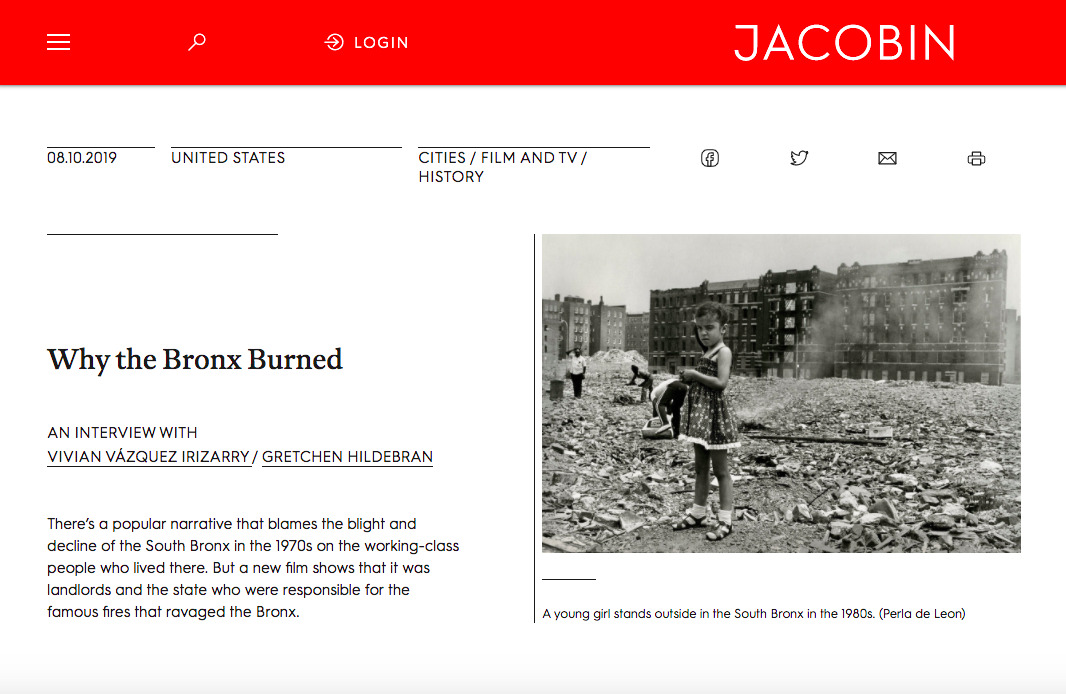 LOGIN
JACOBIN
08.10.2019
UNITED STATES
CITIES / FILM AND TV /
HISTORY
Why the Bronx Burned
AN INTERVIEW WITH
VIVIAN VÁZQUEZ IRIZARRY / GRETCHEN HILDEBRAN
There's a popular narrative that blames the blight and
decline of the South Bronx in the 1970s on the working-class
people who lived there. But a new film shows that it was
landlords and the state who were responsible for the
famous fires that ravaged the Bronx.
A young girl stands outside in the South Bronx in the 1980s. (Perla de Leon)